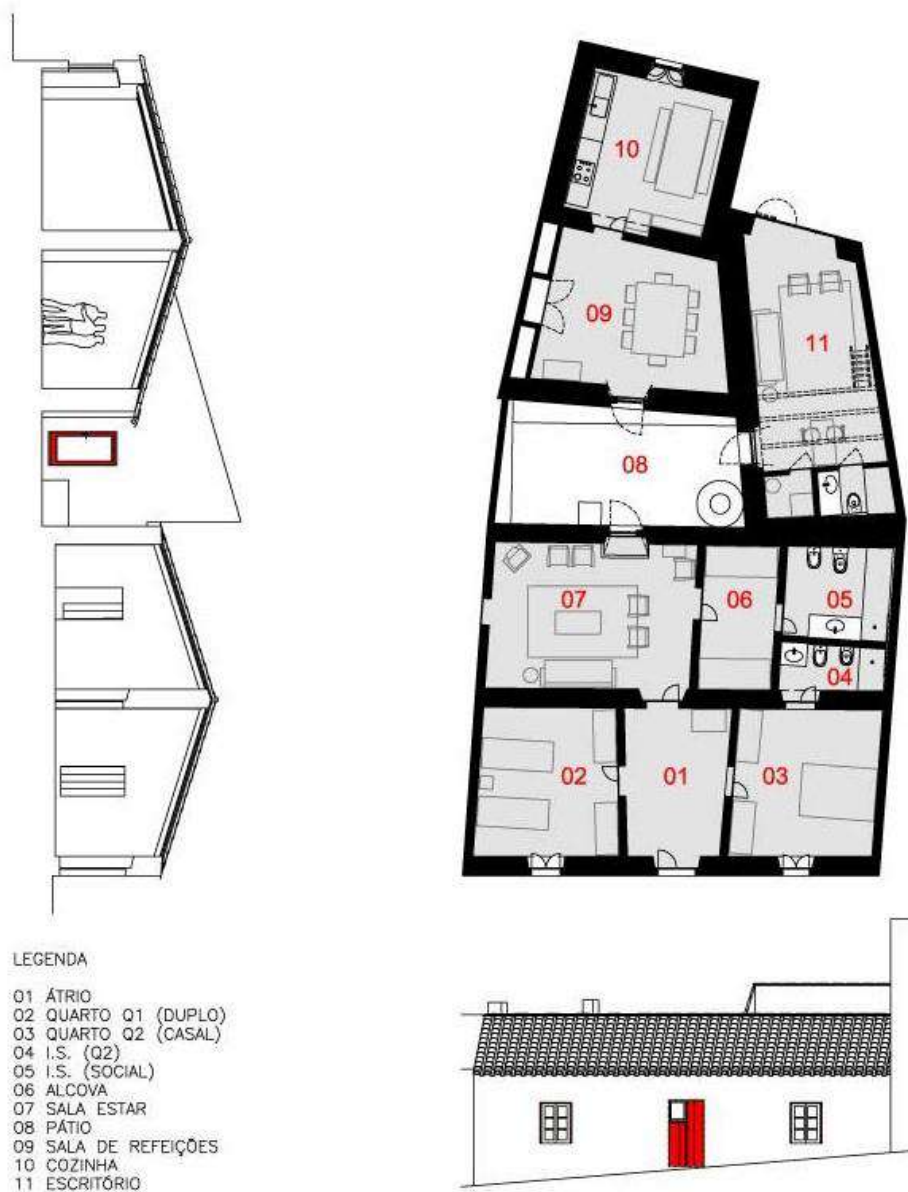 10
09
11
08
07
06
05
04
02
01
03
LEGENDA
01 ÁTRIO
02 QUARTO Q1 (DUPLO)
03 QUARTO Q2 (CASAL)
04 I.S. (Q2)
05 I.S. (SOCIAL)
06 ALCOVA
07 SALA ESTAR
08 PÁTIO
09 SALA DE REFEIÇÕES
10 COZINHA
11 ESCRITÓRIO